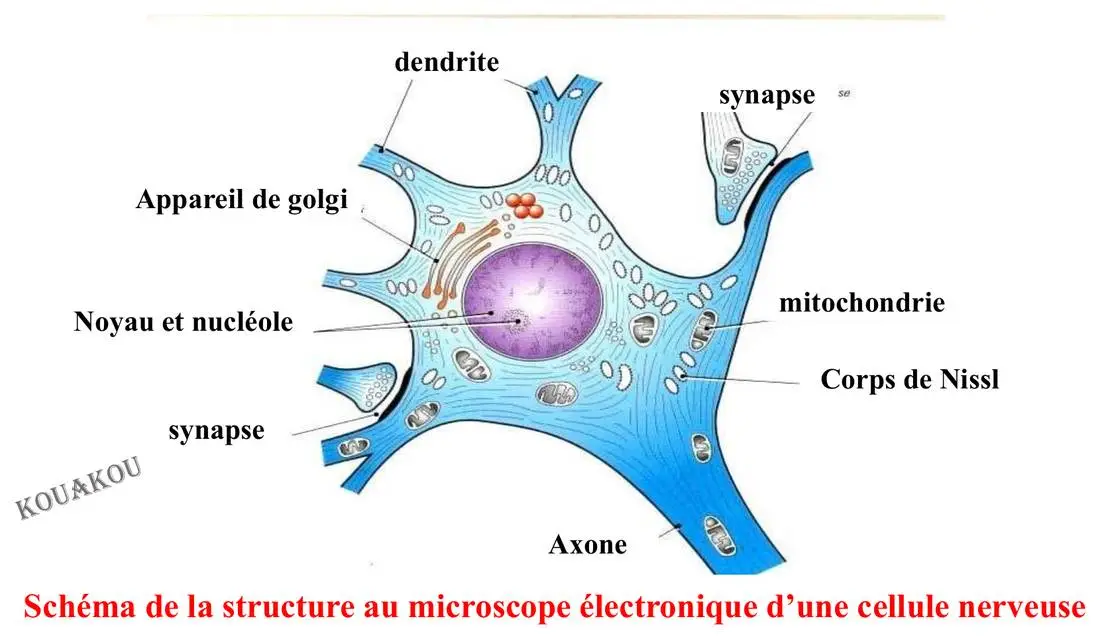 dendrite
synapse
se
Appareil de golgi
Noyau et nucléole
mitochondrie
Corps de Nissl
synapse
KOUAKOU
Axone
Schéma de la structure au microscope électronique d’une cellule nerveuse